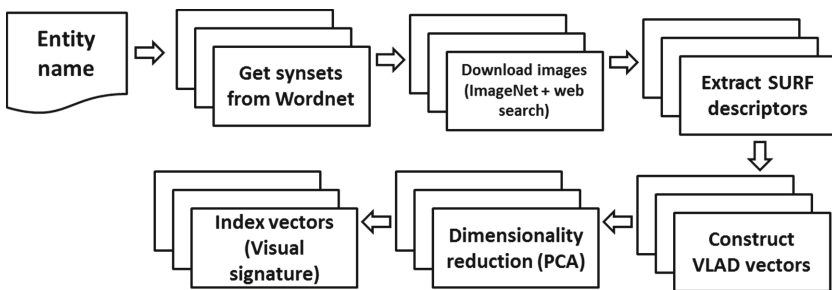 Entity
name
Get synsets
from Wordnet
Download images
(ImageNet + web
search)
Extract SURF
descriptors
Construct
VLAD vectors
Dimensionality
reduction (PCA)
Index vectors
(Visual
signature)